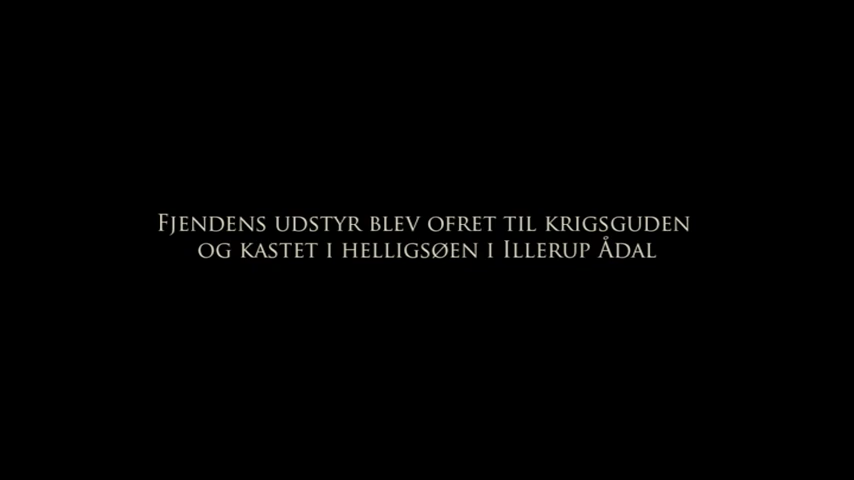 Fjendens udstyr blev ofret til krigsguden
og kastet i helligsøen i Illerup Ådal